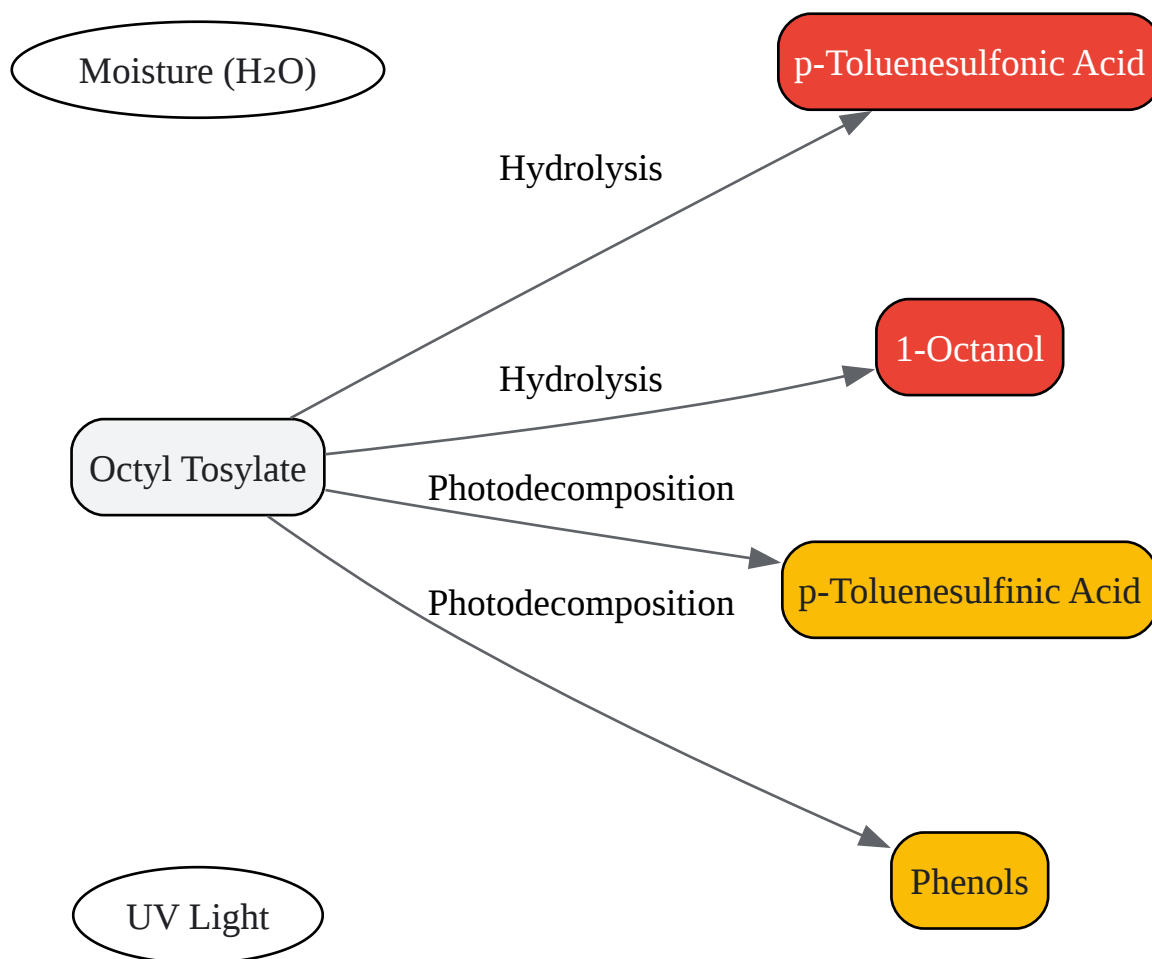 Moisture (H₂O)
p-Toluenesulfonic Acid
Hydrolysis
1-Octanol
Hydrolysis
Octyl Tosylate
Photodecomposition
p-Toluenesulfinic Acid
Photodecomposition
Phenols
UV Light